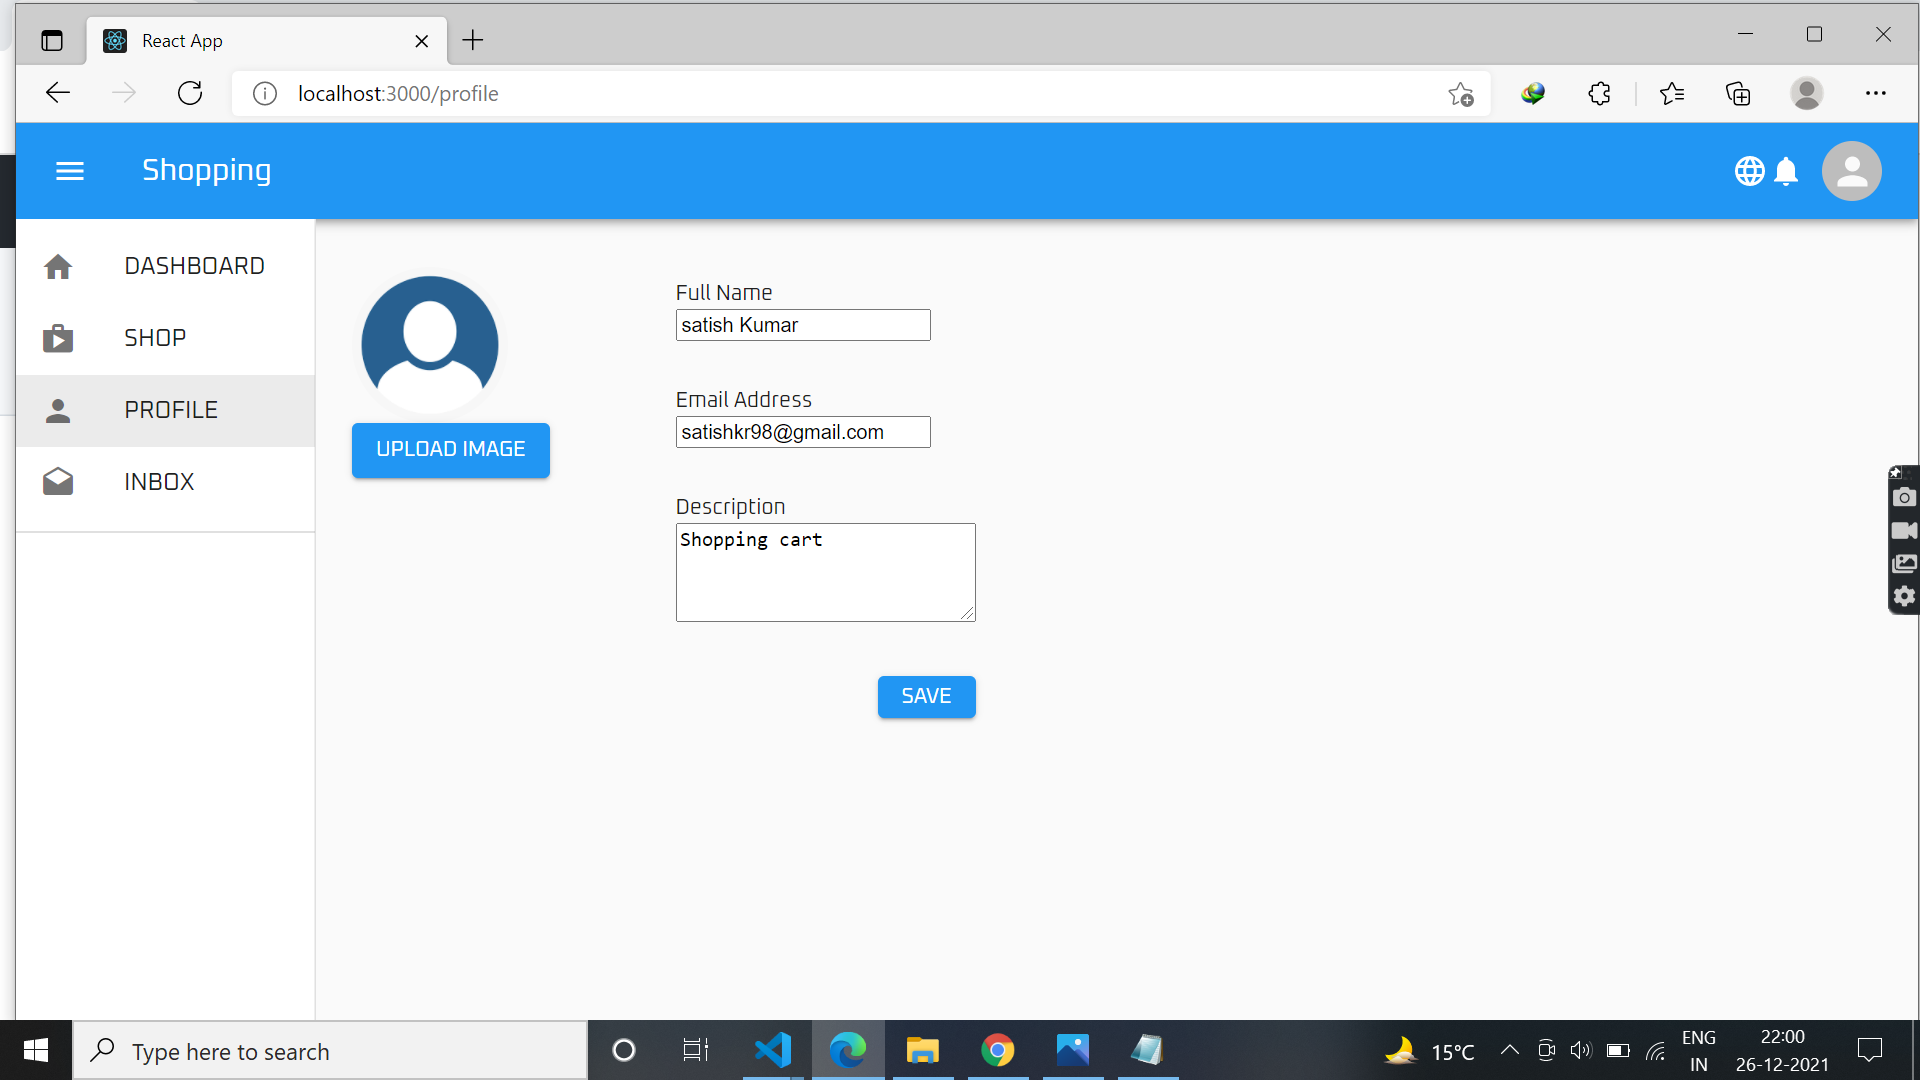 React App
localhost:3000/profile
Shopping
DASHBOARD
SHOP
PROFILE
INBOX
UPLOAD IMAGE
Full Name
satish Kumar
Email Address
satishkr98@gmail.com
Description
Shopping cart
SAVE
Type here to search
15°C
ENG
IN
22:00
26-12-2021